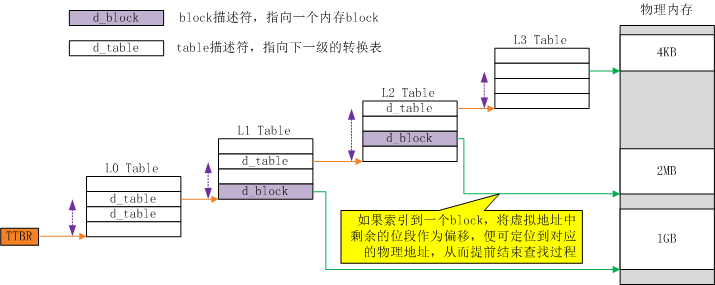 d_block
block描述符，指向一个内存block
d_table
table描述符，指向下一级的转换表
物理内存
L3 Table
4KB
L2 Table
d_table
d_block
L1 Table
d_table
d_block
L0 Table
d_table
d_table
TTBR
2MB
1GB
如果索引到一个block，将虚拟地址中
剩余的位段作为偏移，便可定位到对应
的物理地址，从而提前结束查找过程